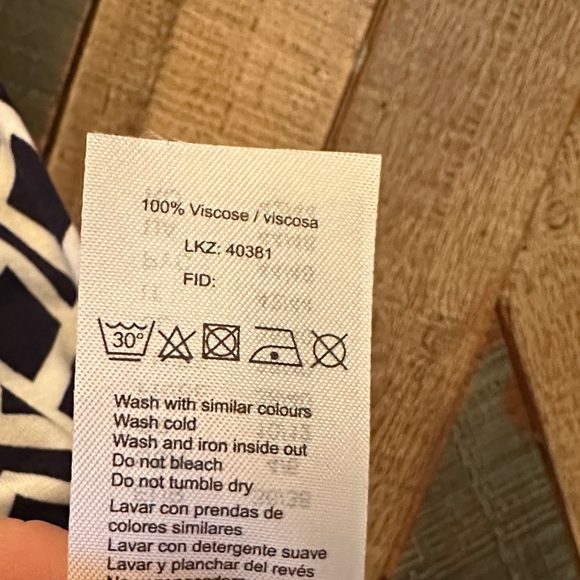 100% Viscose / viscosa
LKZ: 40381
FID:
30°
Wash with similar colours
Wash cold
Wash and iron inside out
Do not bleach
Do not tumble dry
Lavar con prendas de
colores similares
Lavar con detergente suave
Lavar y planchar del revés